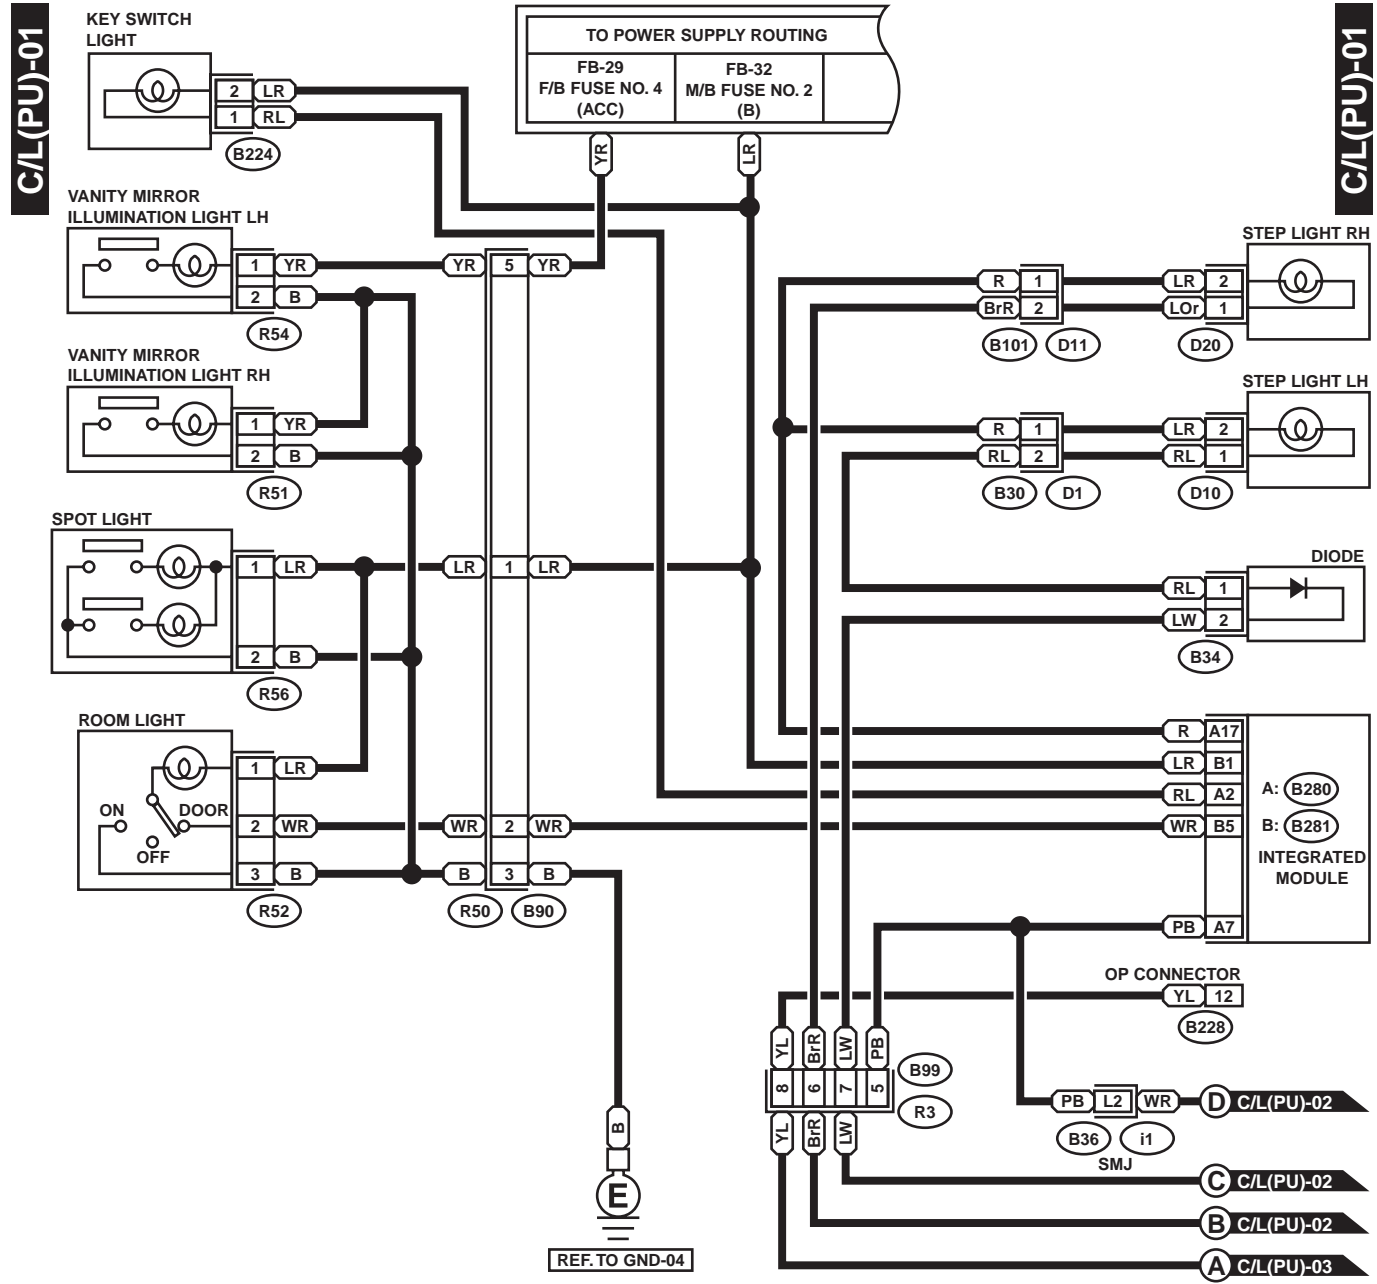 C/L(PU)-01
C/L(PU)-01
KEY SWITCH
LIGHT
2 LR
1 RL
B224
TO POWER SUPPLY ROUTING
FB-29
F/B FUSE NO. 4
(ACC)
FB-32
M/B FUSE NO. 2
(B)
YR
LR
VANITY MIRROR
ILLUMINATION LIGHT LH
1 YR
2 B
R54
YR 5 YR
VANITY MIRROR
ILLUMINATION LIGHT RH
1 YR
2 B
R51
SPOT LIGHT
1 LR
2 B
R56
LR 1 LR
ROOM LIGHT
ON
DOOR
OFF
1 LR
2 WR
3 B
R52
WR 2 WR
B 3 B
R50
B90
B
E
REF. TO GND-04
STEP LIGHT RH
R 1
BrR 2
B101
D11
LR 2
LOr 1
D20
STEP LIGHT LH
R 1
RL 2
B30
D1
LR 2
RL 1
D10
DIODE
RL 1
LW 2
B34
R A17
LR B1
RL A2
WR B5
PB A7
A: B280
B: B281
INTEGRATED
MODULE
OP CONNECTOR
YL 12
B228
YL BrR LW PB
8 6 7 5
YL BrR LW
B99
R3
PB L2 WR
B36
i1
SMJ
D C/L(PU)-02
C C/L(PU)-02
B C/L(PU)-02
A C/L(PU)-03